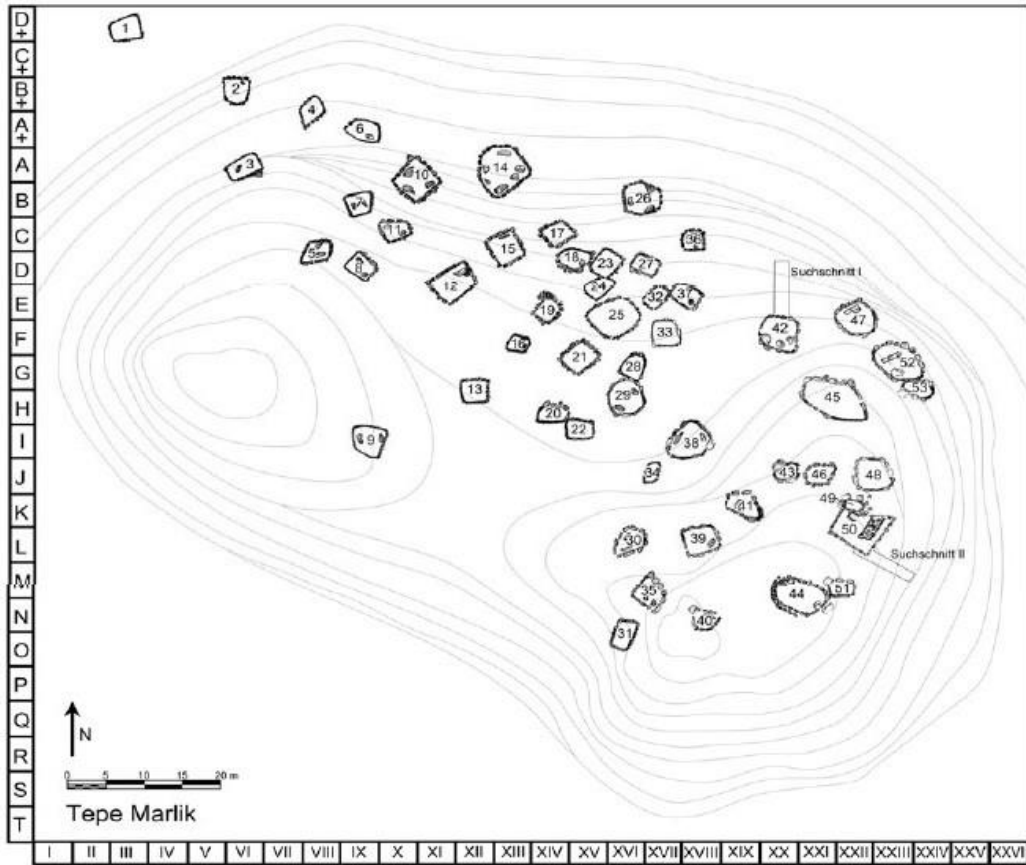 D+
C+
B+
A+
A
B
C
D
E
F
G
H
I
J
K
L
M
N
O
P
Q
R
S
T
1
2
4
6
3
10
14
7
26
11
17
36
5
8
15
18
23
27
Suchschnitt I
12
24
32
37
19
25
47
16
33
42
21
28
52
13
29
45
53
20
22
9
38
34
43
46
48
41
49
50
30
39
Suchschnitt II
35
44
51
40
31
N
0 5 10 15 20 m
Tepe Marlik
I II III IV V VI VII VIII IX X XI XII XIII XIV XV XVI XVII XVIII XIX XX XXI XXII XXIII XXIV XXV XXVI